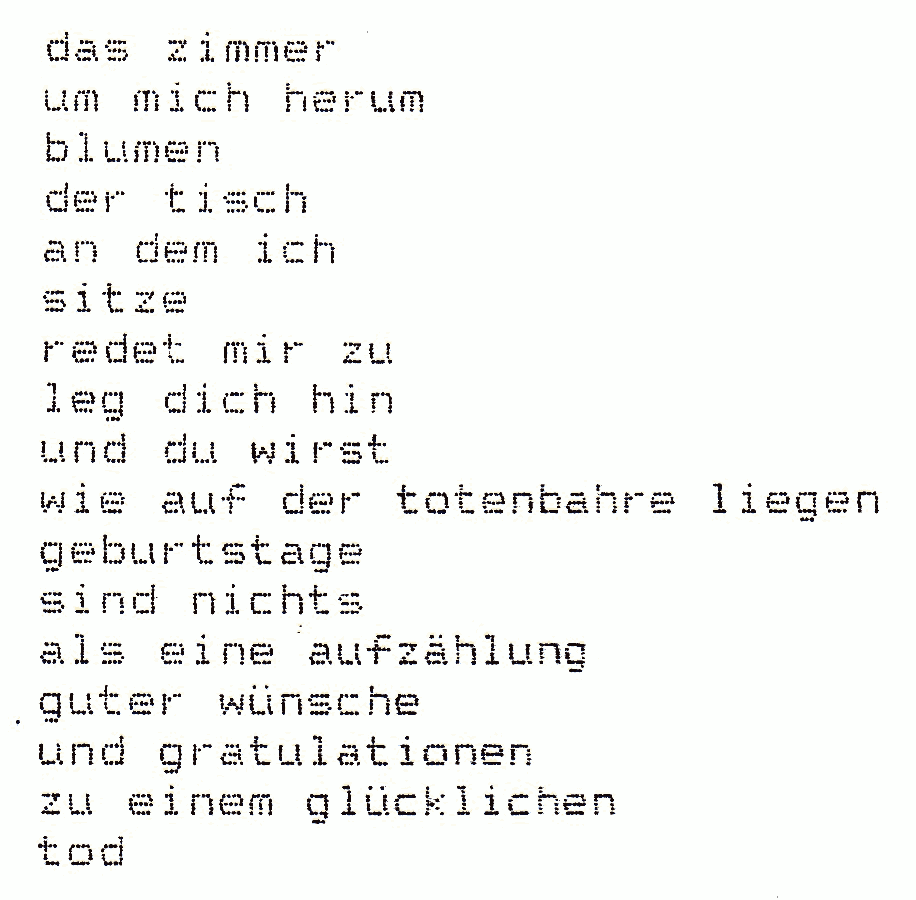 das zimmer
um mich herum
blumen
der tisch
an dem ich
sitze
redet mir zu
leg dich hin
und du wirst
wie auf der totenbahre liegen
geburtstage
sind nichts
als eine aufzählung
guter wünsche
und gratulationen
zu einem glücklichen
tod